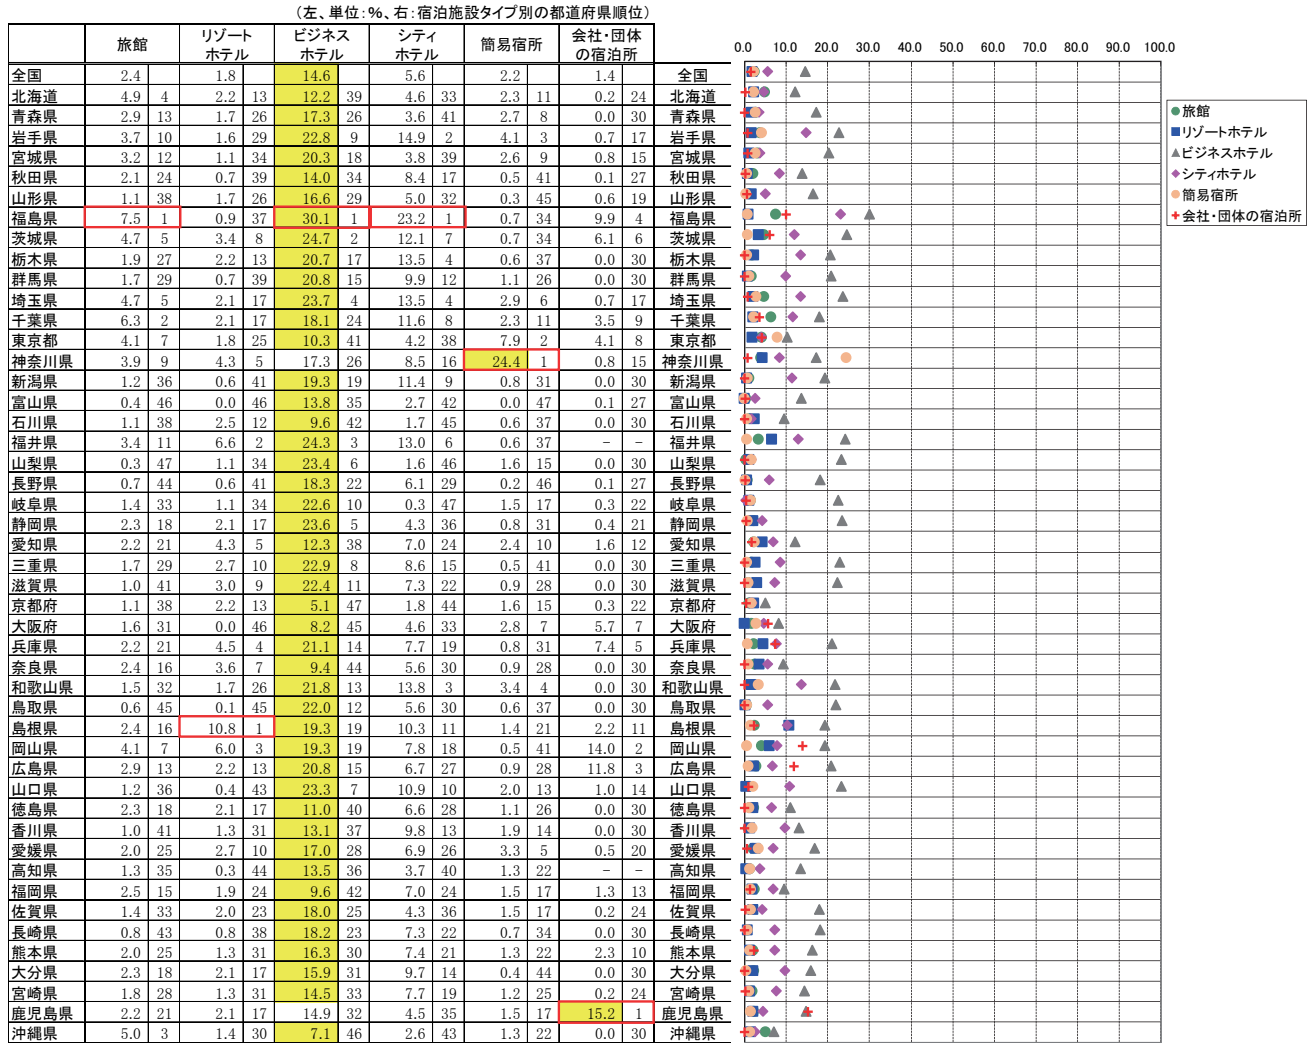 (左、単位:%、右:宿泊施設タイプ別の都道府県順位)
旅館 リゾートホテル ビジネスホテル シティホテル 簡易宿所 会社・団体の宿泊所
0.0 10.0 20.0 30.0 40.0 50.0 60.0 70.0 80.0 90.0 100.0
全国 2.4 1.8 14.6 5.6 2.2 1.4 全国
北海道 4.9 4 2.2 13 12.2 39 4.6 33 2.3 11 0.2 24 北海道
青森県 2.9 13 1.7 26 17.3 26 3.6 41 2.7 8 0.0 30 青森県
岩手県 3.7 10 1.6 29 22.8 9 14.9 2 4.1 3 0.7 17 岩手県
宮城県 3.2 12 1.1 34 20.3 18 3.8 39 2.6 9 0.8 15 宮城県
秋田県 2.1 24 0.7 39 14.0 34 8.4 17 0.5 41 0.1 27 秋田県
山形県 1.1 38 1.7 26 16.6 29 5.0 32 0.3 45 0.6 19 山形県
福島県 7.5 1 0.9 37 30.1 1 23.2 1 0.7 34 9.9 4 福島県
茨城県 4.7 5 3.4 8 24.7 2 12.1 7 0.7 34 6.1 6 茨城県
栃木県 1.9 27 2.2 13 20.7 17 13.5 4 0.6 37 0.0 30 栃木県
群馬県 1.7 29 0.7 39 20.8 15 9.9 12 1.1 26 0.0 30 群馬県
埼玉県 4.7 5 2.1 17 23.7 4 13.5 4 2.9 6 0.7 17 埼玉県
千葉県 6.3 2 2.1 17 18.1 24 11.6 8 2.3 11 3.5 9 千葉県
東京都 4.1 7 1.8 25 10.3 41 4.2 38 7.9 2 4.1 8 東京都
神奈川県 3.9 9 4.3 5 17.3 26 8.5 16 24.4 1 0.8 15 神奈川県
新潟県 1.2 36 0.6 41 19.3 19 11.4 9 0.8 31 0.0 30 新潟県
富山県 0.4 46 0.0 46 13.8 35 2.7 42 0.0 47 0.1 27 富山県
石川県 1.1 38 2.5 12 9.6 42 1.7 45 0.6 37 0.0 30 石川県
福井県 3.4 11 6.6 2 24.3 3 13.0 6 0.6 37 － － 福井県
山梨県 0.3 47 1.1 34 23.4 6 1.6 46 1.6 15 0.0 30 山梨県
長野県 0.7 44 0.6 41 18.3 22 6.1 29 0.2 46 0.1 27 長野県
岐阜県 1.4 33 1.1 34 22.6 10 0.3 47 1.5 17 0.3 22 岐阜県
静岡県 2.3 18 2.1 17 23.6 5 4.3 36 0.8 31 0.4 21 静岡県
愛知県 2.2 21 4.3 5 12.3 38 7.0 24 2.4 10 1.6 12 愛知県
三重県 1.7 29 2.7 10 22.9 8 8.6 15 0.5 41 0.0 30 三重県
滋賀県 1.0 41 3.0 9 22.4 11 7.3 22 0.9 28 0.0 30 滋賀県
京都府 1.1 38 2.2 13 5.1 47 1.8 44 1.6 15 0.3 22 京都府
大阪府 1.6 31 0.0 46 8.2 45 4.6 33 2.8 7 5.7 7 大阪府
兵庫県 2.2 21 4.5 4 21.1 14 7.7 19 0.8 31 7.4 5 兵庫県
奈良県 2.4 16 3.6 7 9.4 44 5.6 30 0.9 28 0.0 30 奈良県
和歌山県 1.5 32 1.7 26 21.8 13 13.8 3 3.4 4 0.0 30 和歌山県
鳥取県 0.6 45 0.1 45 22.0 12 5.6 30 0.6 37 0.0 30 鳥取県
島根県 2.4 16 10.8 1 19.3 19 10.3 11 1.4 21 2.2 11 島根県
岡山県 4.1 7 6.0 3 19.3 19 7.8 18 0.5 41 14.0 2 岡山県
広島県 2.9 13 2.2 13 20.8 15 6.7 27 0.9 28 11.8 3 広島県
山口県 1.2 36 0.4 43 23.3 7 10.9 10 2.0 13 1.0 14 山口県
徳島県 2.3 18 2.1 17 11.0 40 6.6 28 1.1 26 0.0 30 徳島県
香川県 1.0 41 1.3 31 13.1 37 9.8 13 1.9 14 0.0 30 香川県
愛媛県 2.0 25 2.7 10 17.0 28 6.9 26 3.3 5 0.5 20 愛媛県
高知県 1.3 35 0.3 44 13.5 36 3.7 40 1.3 22 － － 高知県
福岡県 2.5 15 1.9 24 9.6 42 7.0 24 1.5 17 1.3 13 福岡県
佐賀県 1.4 33 2.0 23 18.0 25 4.3 36 1.5 17 0.2 24 佐賀県
長崎県 0.8 43 0.8 38 18.2 23 7.3 22 0.7 34 0.0 30 長崎県
熊本県 2.0 25 1.3 31 16.3 30 7.4 21 1.3 22 2.3 10 熊本県
大分県 2.3 18 2.1 17 15.9 31 9.7 14 0.4 44 0.0 30 大分県
宮崎県 1.8 28 1.3 31 14.5 33 7.7 19 1.2 25 0.2 24 宮崎県
鹿児島県 2.2 21 2.1 17 14.9 32 4.5 35 1.5 17 15.2 1 鹿児島県
沖縄県 5.0 3 1.4 30 7.1 46 2.6 43 1.3 22 0.0 30 沖縄県
旅館
リゾートホテル
ビジネスホテル
シティホテル
簡易宿所
会社・団体の宿泊所